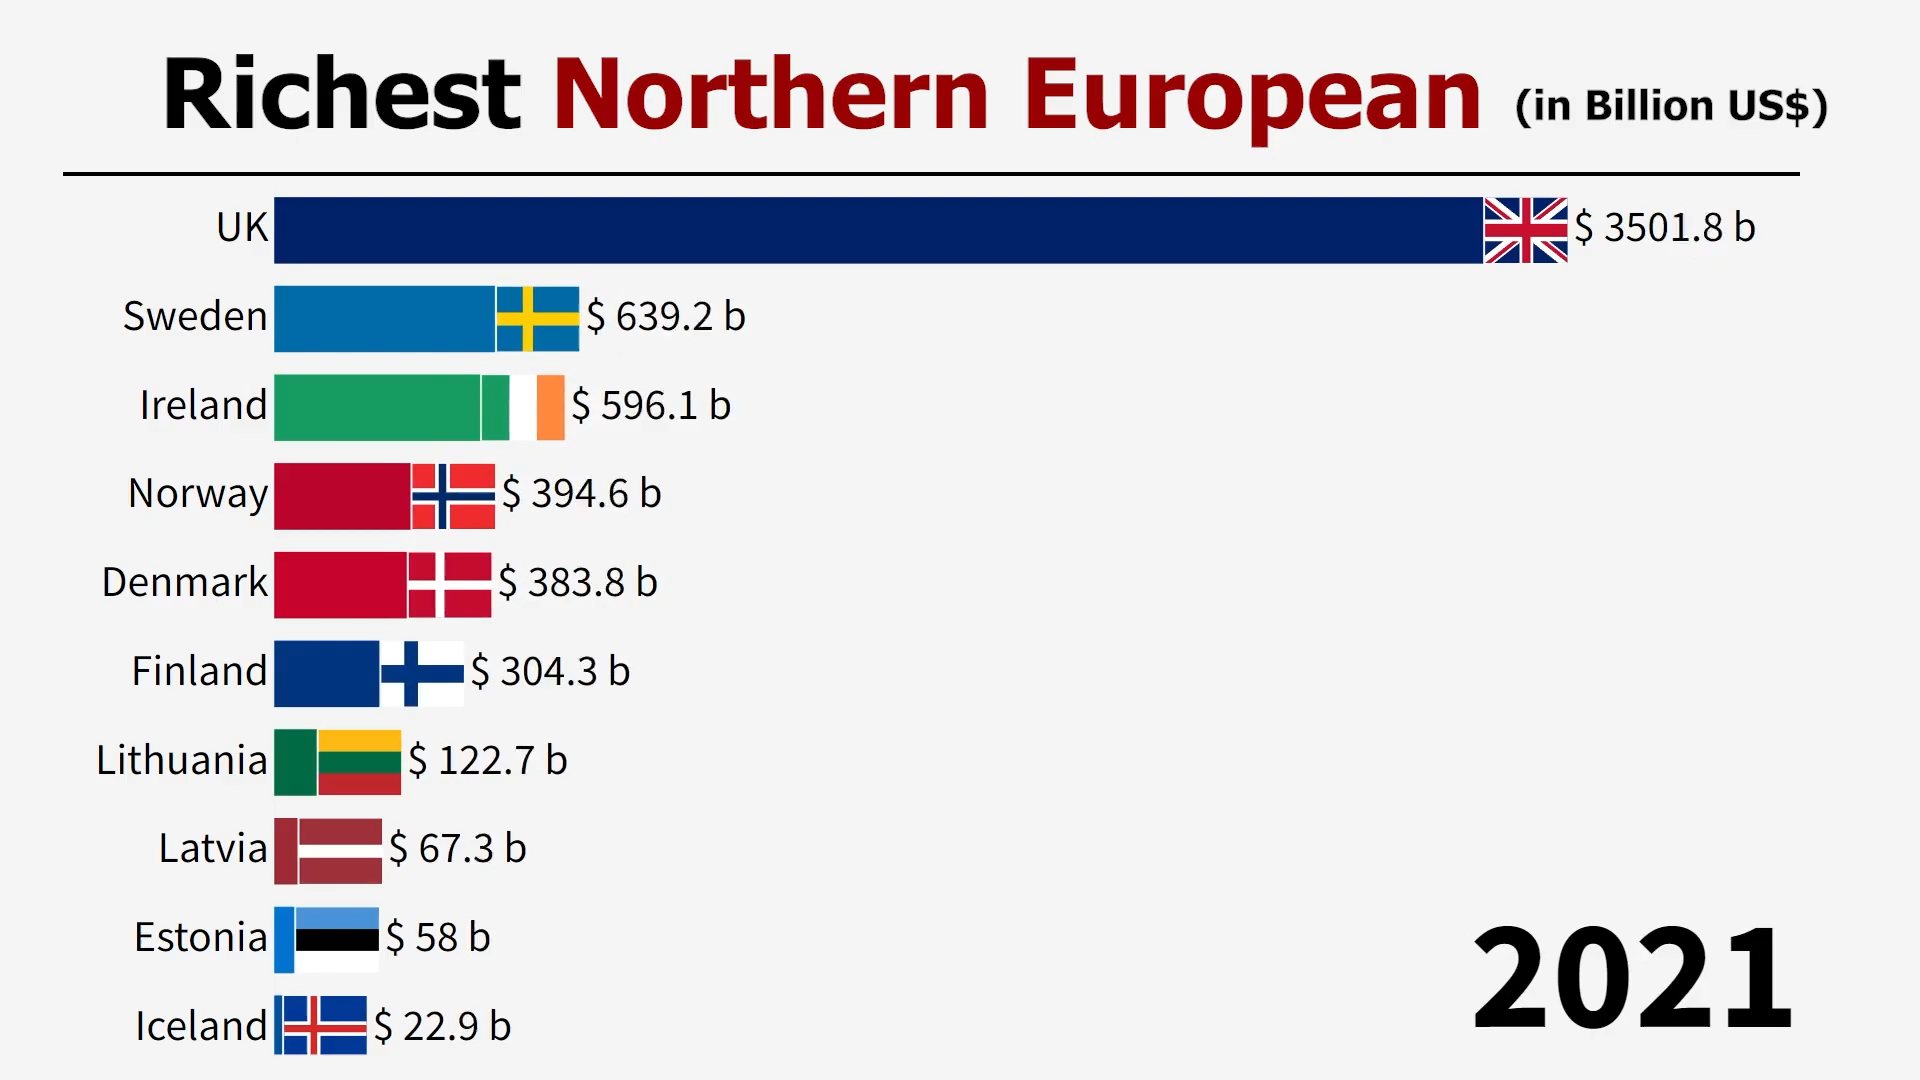 Richest Northern European (in Billion US$)
UK $ 3501.8 b
Sweden $ 639.2 b
Ireland $ 596.1 b
Norway $ 394.6 b
Denmark $ 383.8 b
Finland $ 304.3 b
Lithuania $ 122.7 b
Latvia $ 67.3 b
Estonia $ 58 b
Iceland $ 22.9 b
2021